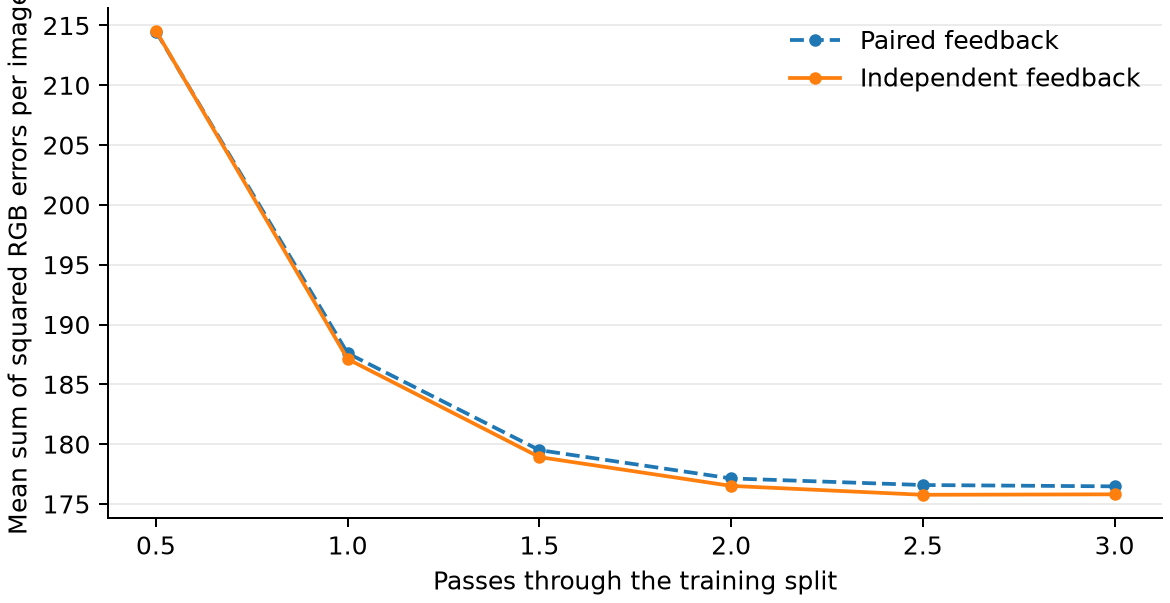 Mean sum of squared RGB errors per image
215
210
205
200
195
190
185
180
175
Paired feedback
Independent feedback
0.5 1.0 1.5 2.0 2.5 3.0
Passes through the training split